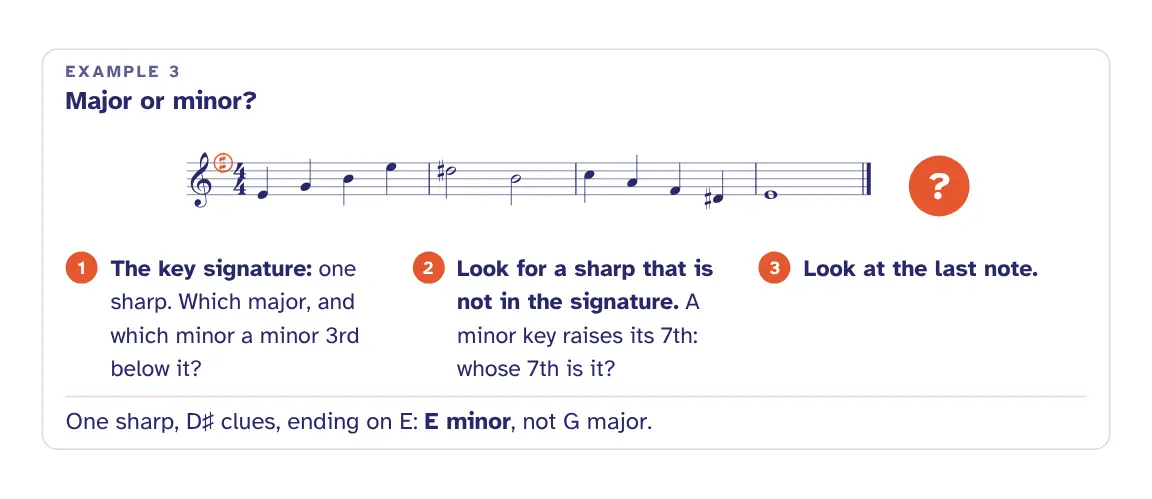 EXAMPLE 3
Major or minor?
4
4
?
1 The key signature: one
sharp. Which major, and
which minor a minor 3rd
below it?
2 Look for a sharp that is
not in the signature. A
minor key raises its 7th:
whose 7th is it?
3 Look at the last note.
One sharp, D♯ clues, ending on E: E minor, not G major.